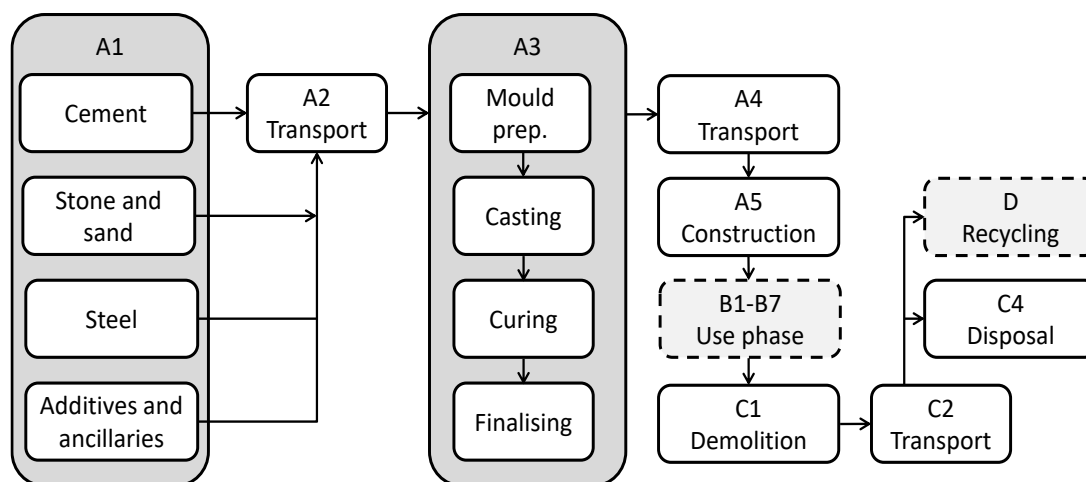 A1
Cement
Stone and
sand
Steel
Additives and
ancillaries
A2
Transport
A3
Mould
prep.
Casting
Curing
Finalising
A4
Transport
A5
Construction
B1-B7
Use phase
C1
Demolition
C2
Transport
D
Recycling
C4
Disposal